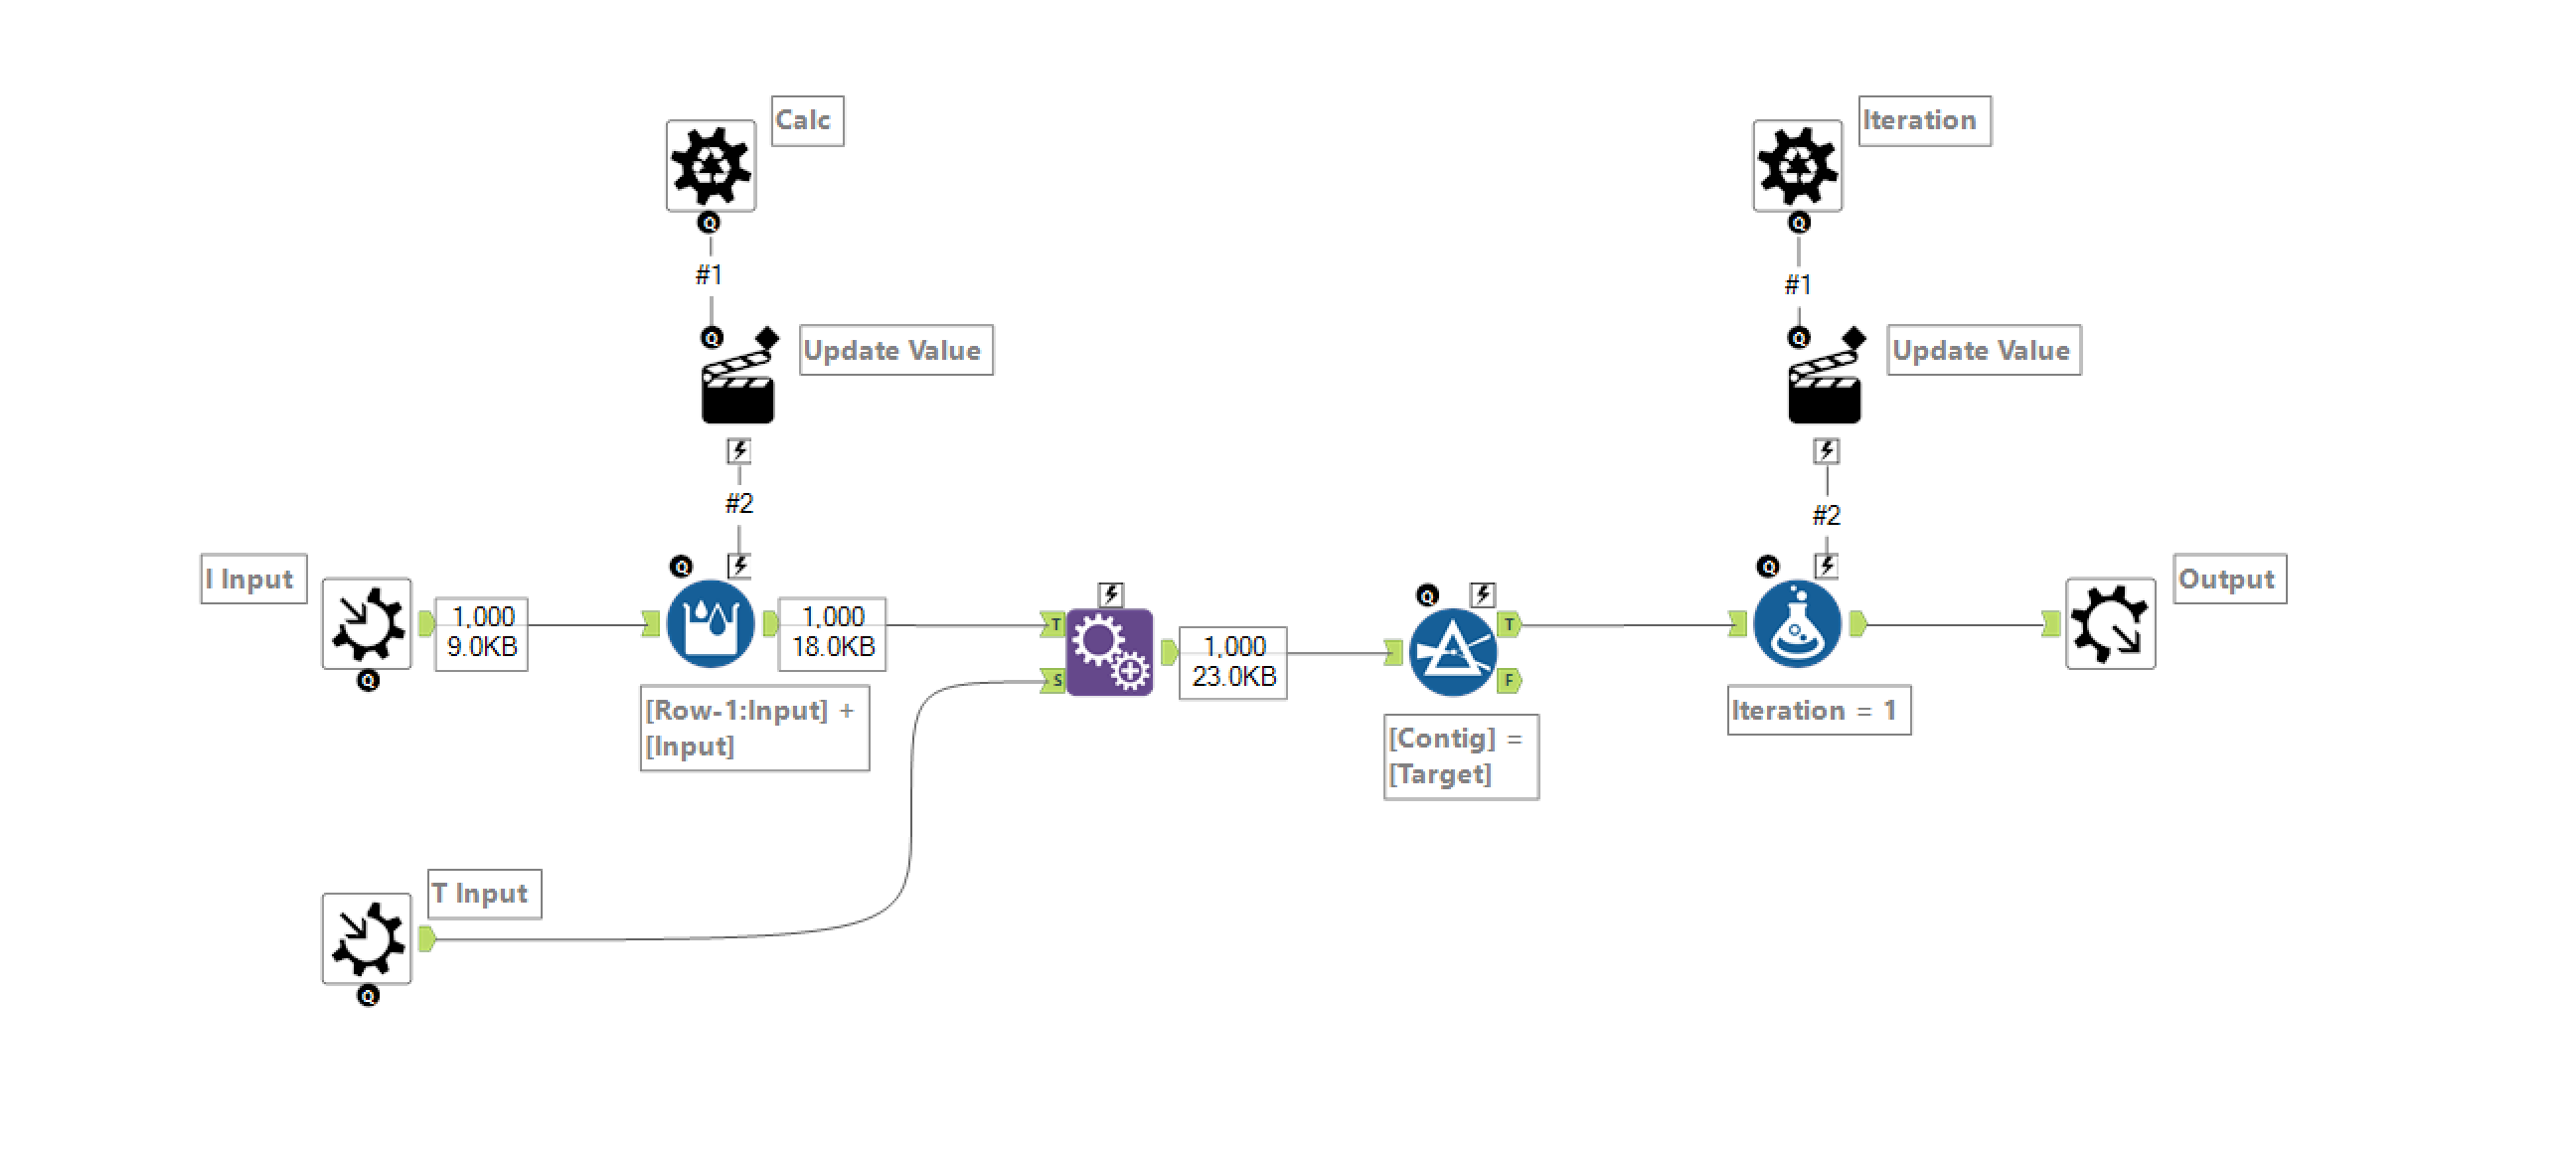 Calc
Iteration
Q
Q
#1
#1
Q
Update Value
Q
Update Value
#2
#2
I Input
Q
Q
Q
Output
1,000
9.0KB
1,000
18.0KB
T
S
1,000
23.0KB
T
F
Q
[Row-1:Input] +
[Input]
[Contig] =
[Target]
Iteration = 1
T Input
Q